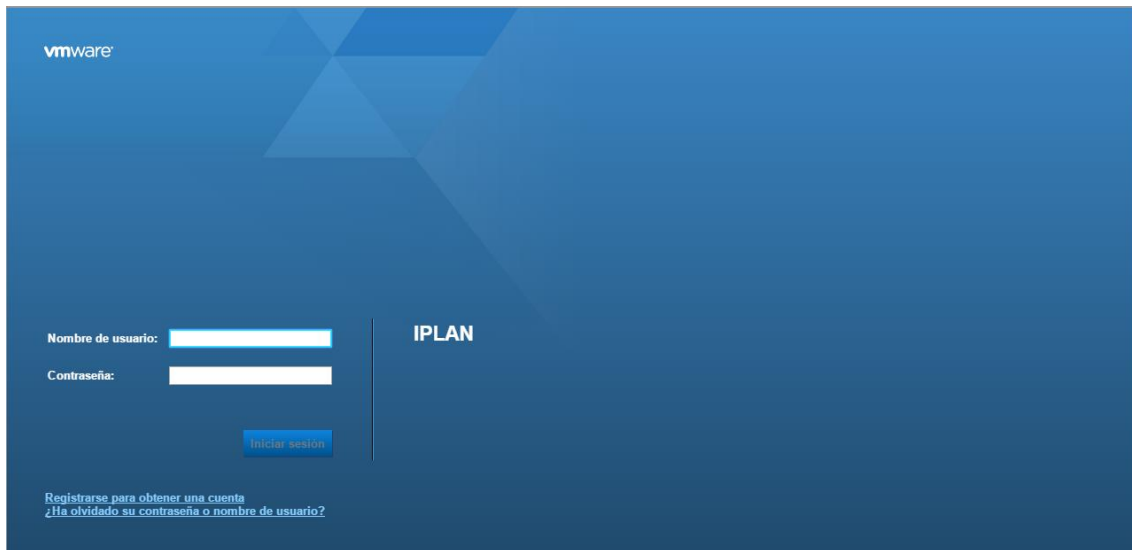 vmware
Nombre de usuario:
IPLAN
Contraseña:
Iniciar sesión
Registrarse para obtener una cuenta
¿Ha olvidado su contraseña o nombre de usuario?